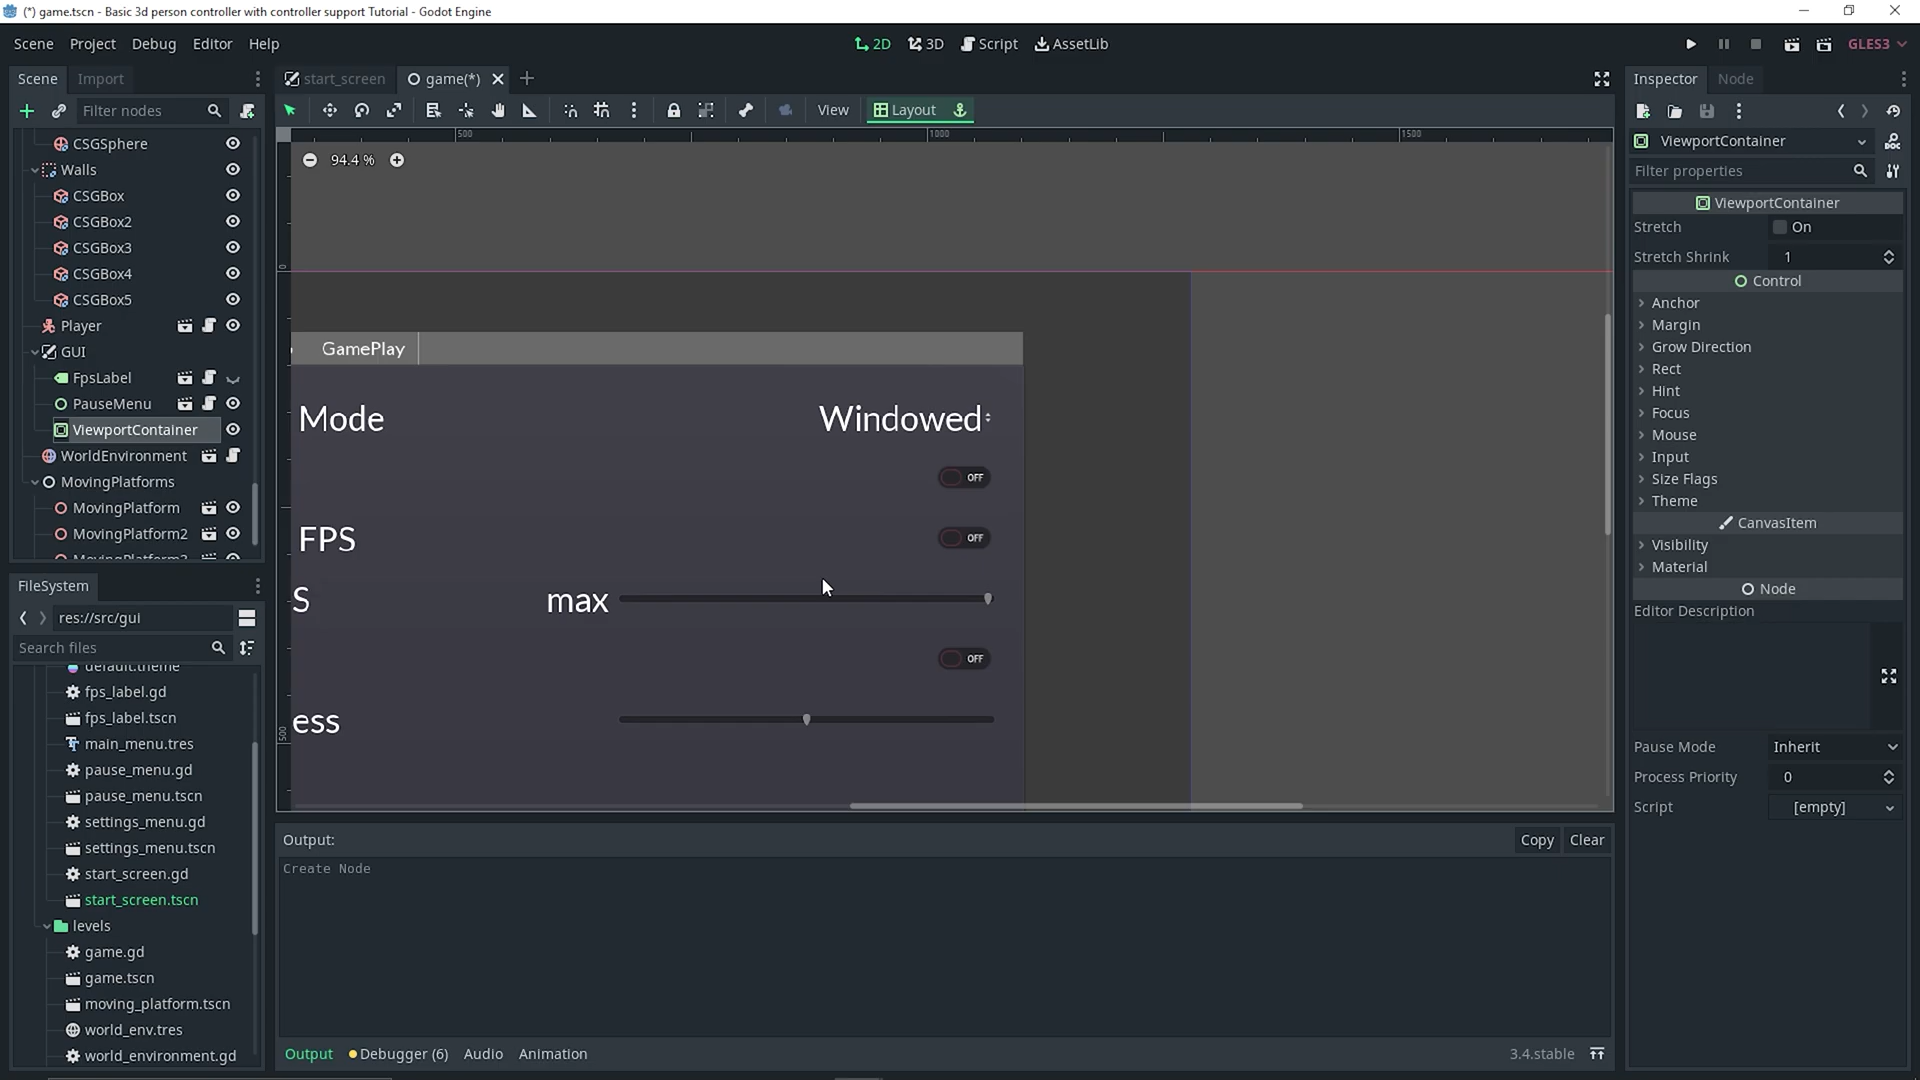 (*) game.tscn - Basic 3d person controller with controller support Tutorial - Godot Engine
Scene Project Debug Editor Help
2D 3D Script AssetLib
GLES3
Scene Import
start_screen game(*)
Inspector Node
Filter nodes
View Layout
CSGSphere
Walls
CSGBox
CSGBox2
CSGBox3
CSGBox4
CSGBox5
Player
GUI
FpsLabel
PauseMenu
ViewportContainer
WorldEnvironment
MovingPlatforms
MovingPlatform
MovingPlatform2
MovingPlatform3
FileSystem
res://src/gui
Search files
default.theme
fps_label.gd
fps_label.tscn
main_menu.tres
pause_menu.gd
pause_menu.tscn
settings_menu.gd
settings_menu.tscn
start_screen.gd
start_screen.tscn
levels
game.gd
game.tscn
moving_platform.tscn
world_env.tres
world_environment.gd
500 1000 1500
94.4 %
0
500
GamePlay
Mode Windowed
OFF
FPS OFF
S max
OFF
ess
Output: Copy Clear
Create Node
Output Debugger (6) Audio Animation 3.4.stable
ViewportContainer
Filter properties
ViewportContainer
Stretch On
Stretch Shrink 1
Control
Anchor
Margin
Grow Direction
Rect
Hint
Focus
Mouse
Input
Size Flags
Theme
CanvasItem
Visibility
Material
Node
Editor Description
Pause Mode Inherit
Process Priority 0
Script [empty]